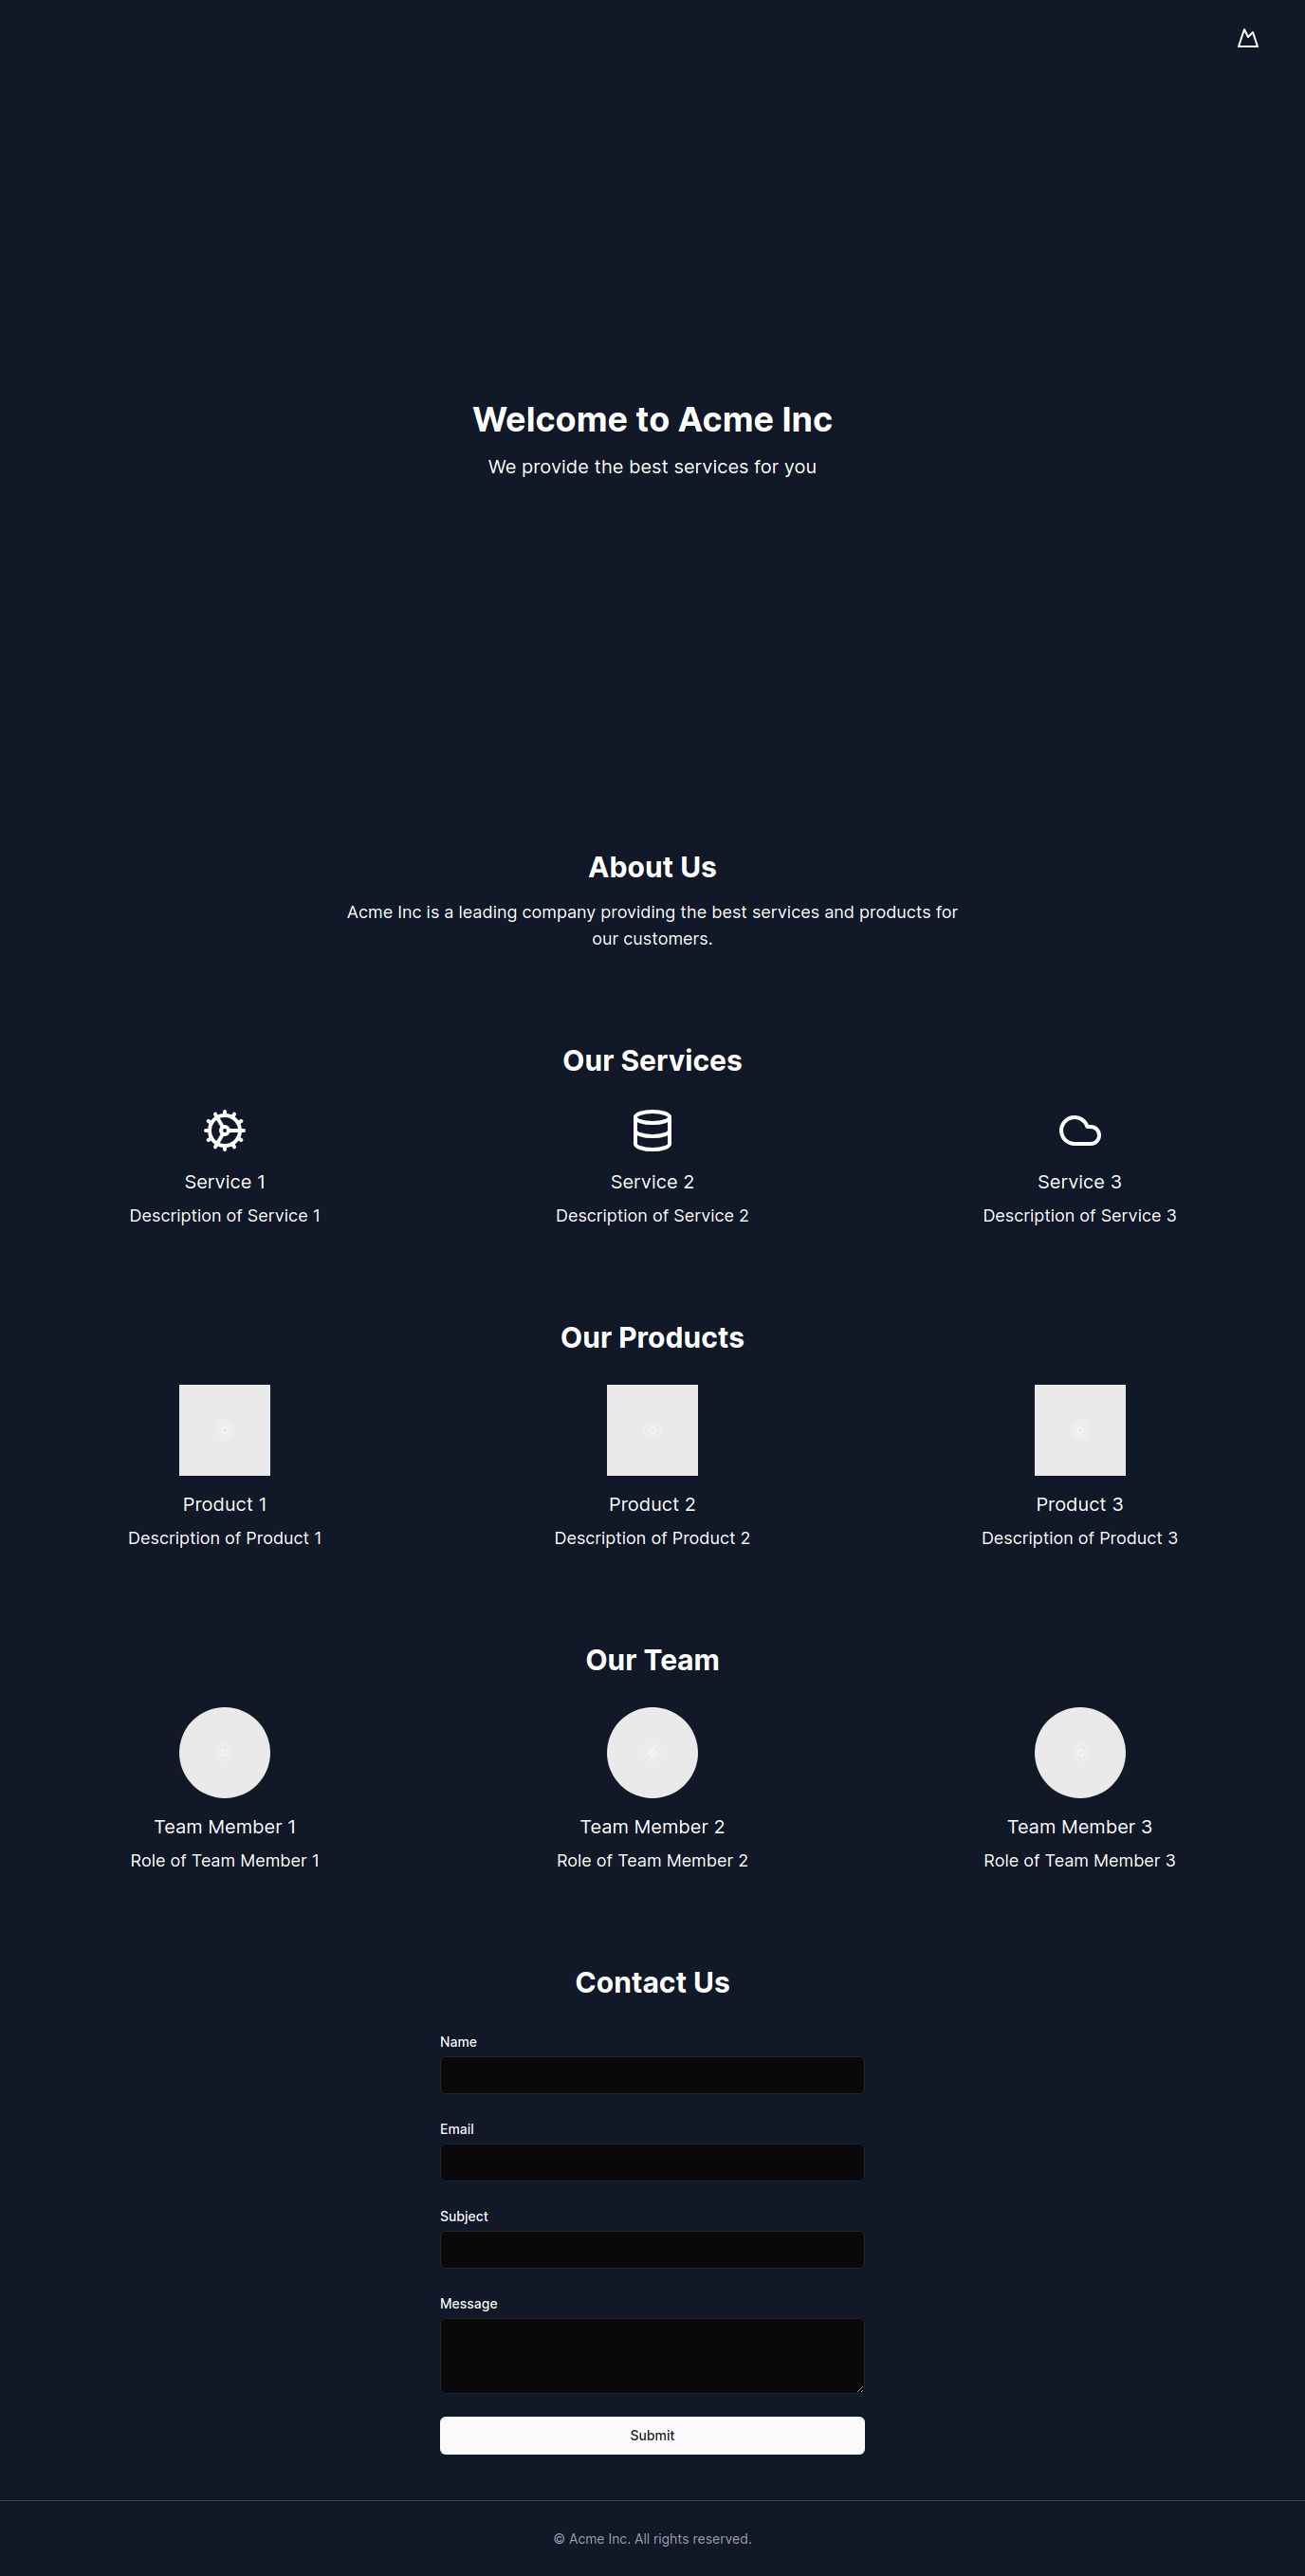 Welcome to Acme Inc
We provide the best services for you
About Us
Acme Inc is a leading company providing the best services and products for
our customers.
Our Services
Service 1
Description of Service 1
Service 2
Description of Service 2
Service 3
Description of Service 3
Our Products
Product 1
Description of Product 1
Product 2
Description of Product 2
Product 3
Description of Product 3
Our Team
Team Member 1
Role of Team Member 1
Team Member 2
Role of Team Member 2
Team Member 3
Role of Team Member 3
Contact Us
Name
Email
Subject
Message
Submit
© Acme Inc. All rights reserved.